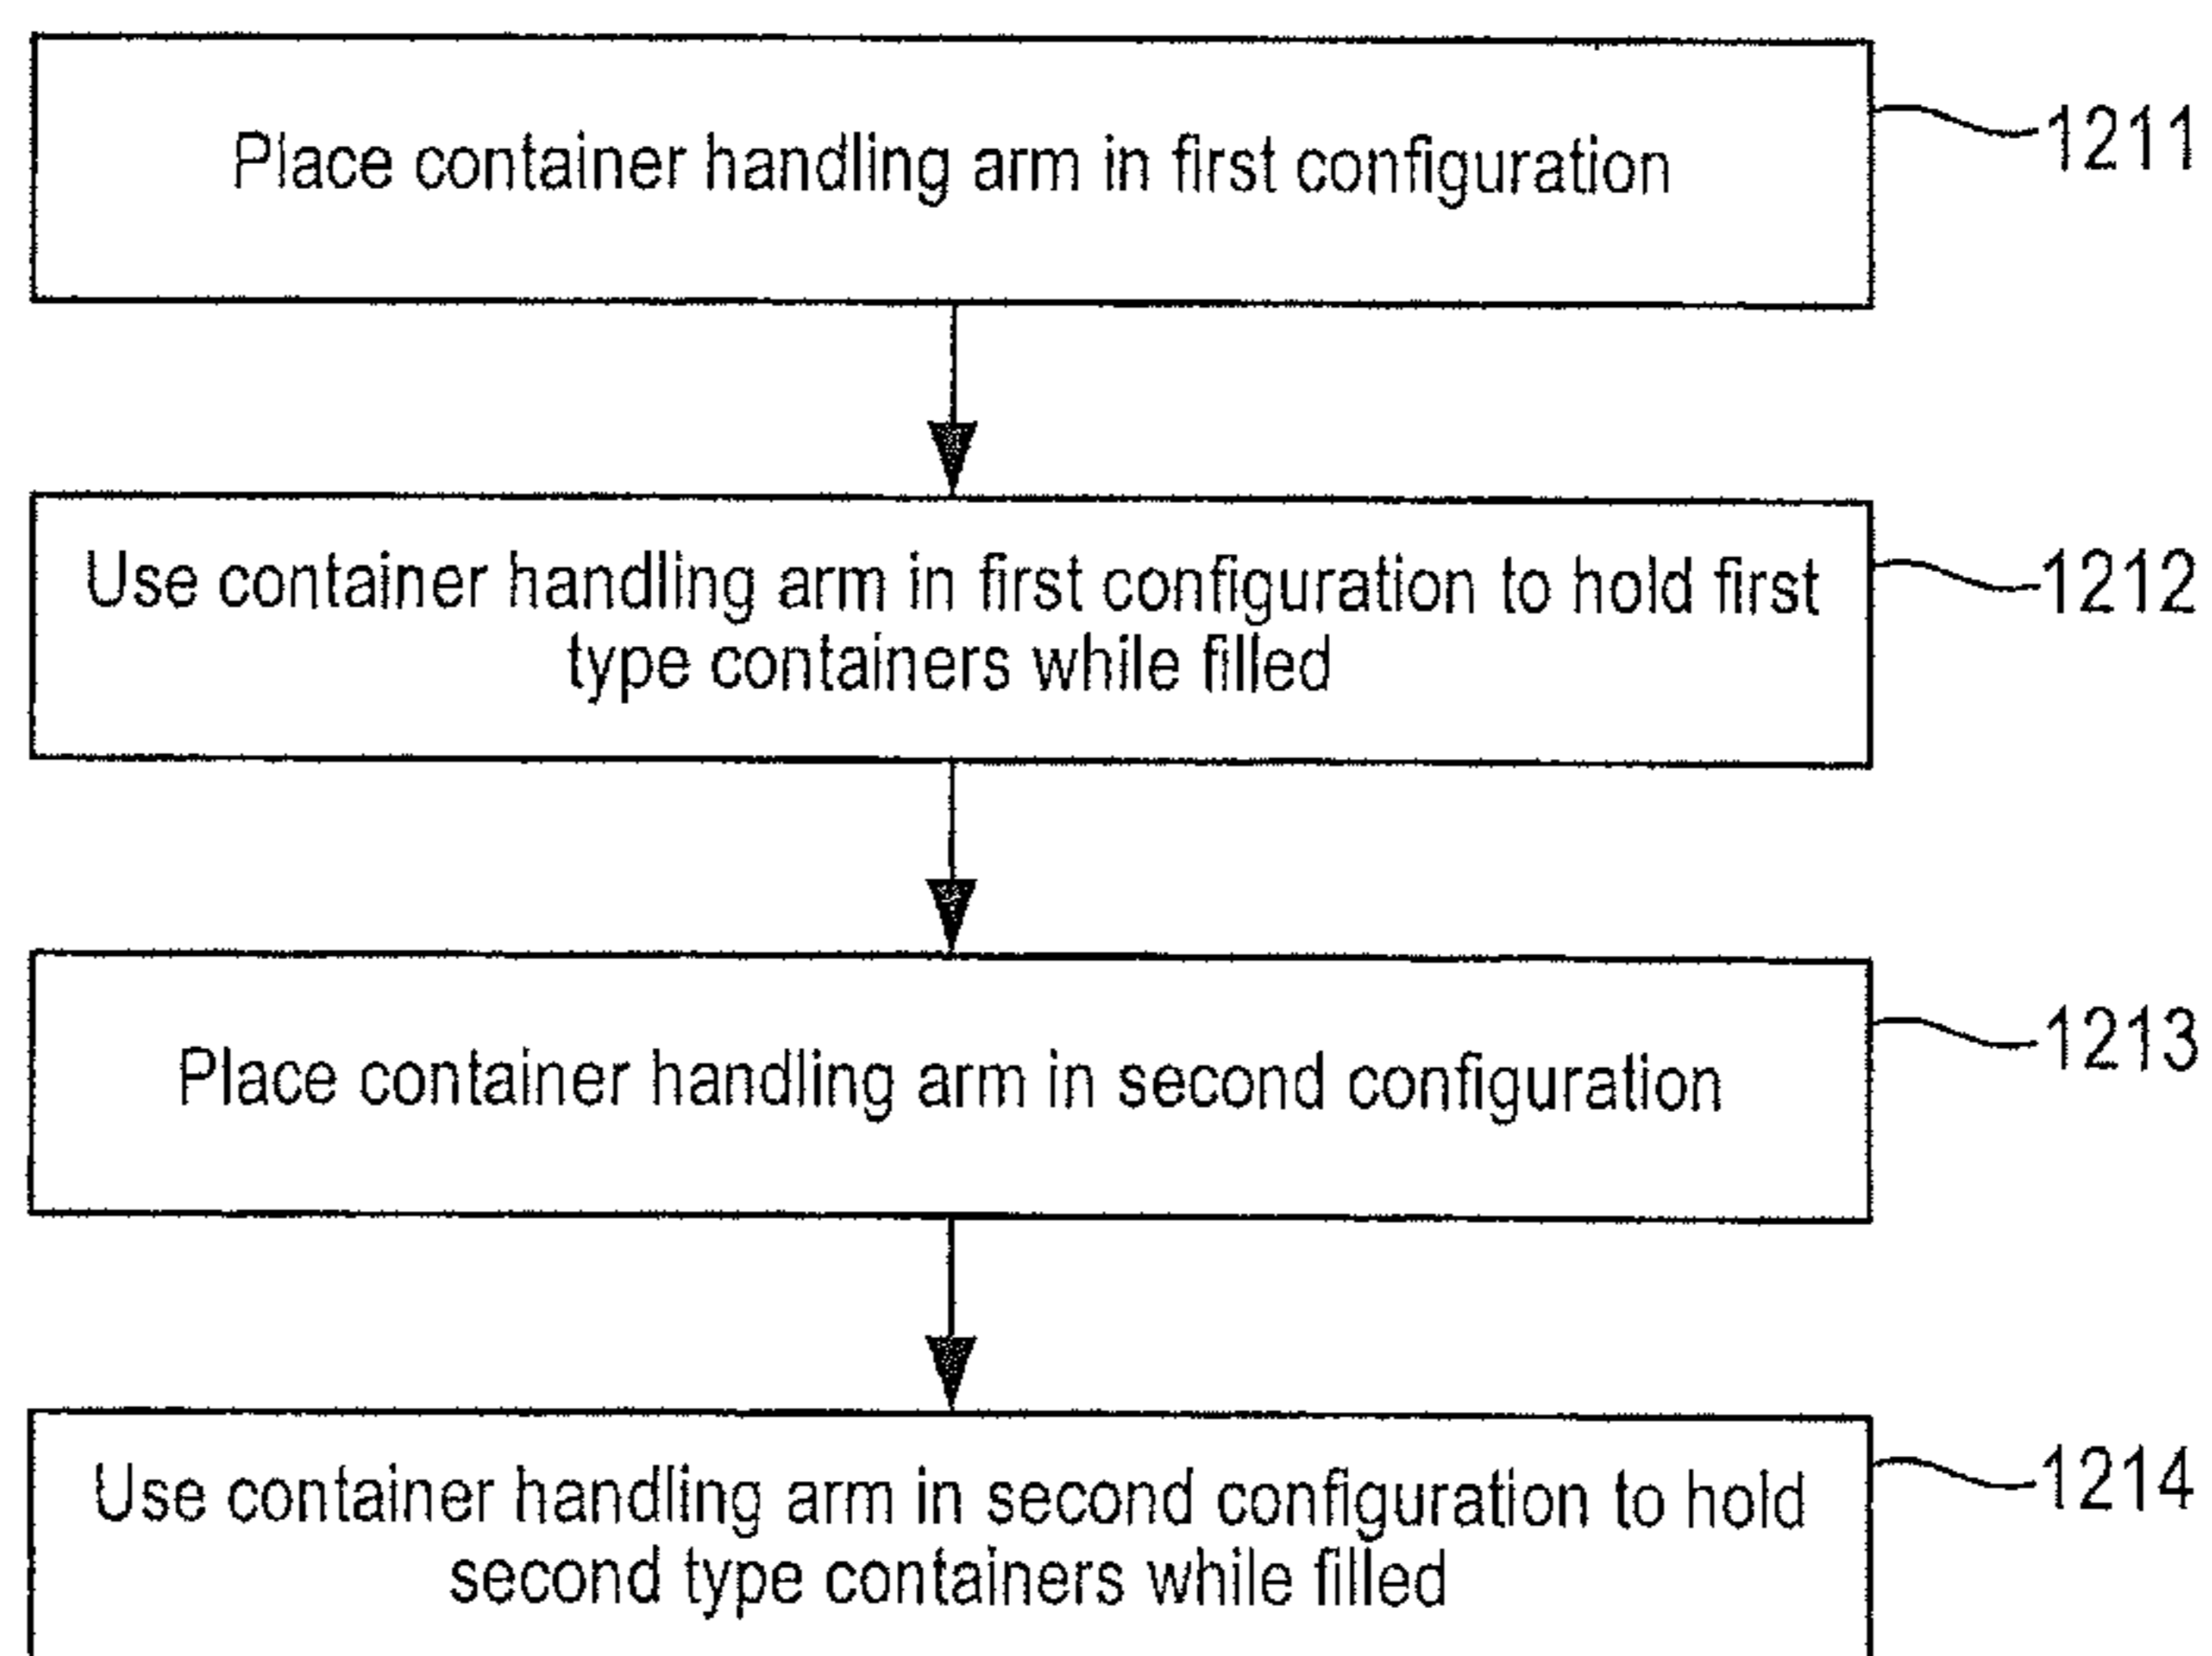 Place container handling arm in first configuration
1211
Use container handling arm in first configuration to hold first
type containers while filled
1212
Place container handling arm in second configuration
1213
Use container handling arm in second configuration to hold
second type containers while filled
1214